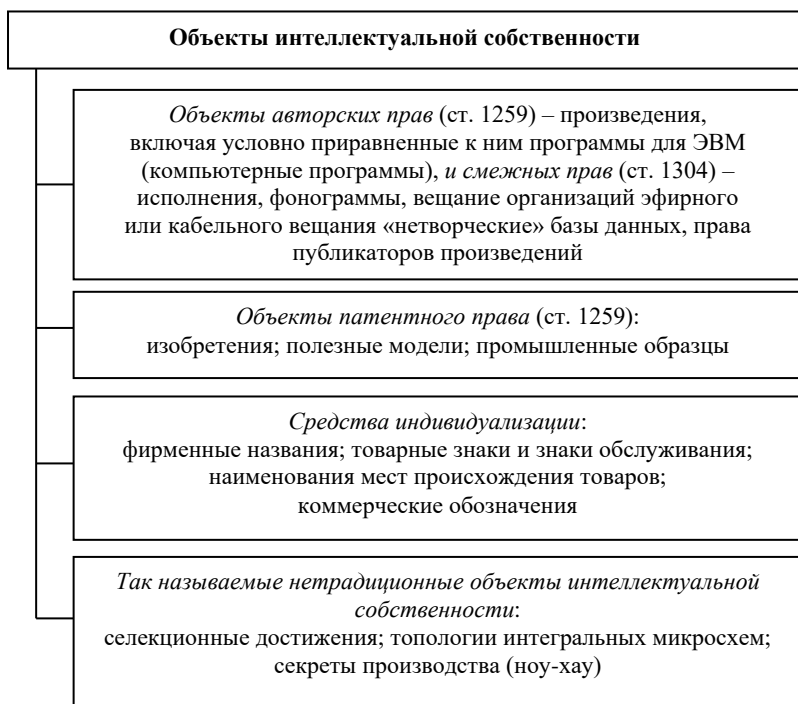 Объекты интеллектуальной собственности
Объекты авторских прав (ст. 1259) – произведения,
включая условно приравненные к ним программы для ЭВМ
(компьютерные программы), и смежных прав (ст. 1304) –
исполнения, фонограммы, вещание организаций эфирного
или кабельного вещания «нетворческие» базы данных, права
публикаторов произведений
Объекты патентного права (ст. 1259):
изобретения; полезные модели; промышленные образцы
Средства индивидуализации:
фирменные названия; товарные знаки и знаки обслуживания;
наименования мест происхождения товаров;
коммерческие обозначения
Так называемые нетрадиционные объекты интеллектуальной
собственности:
селекционные достижения; топологии интегральных микросхем;
секреты производства (ноу-хау)